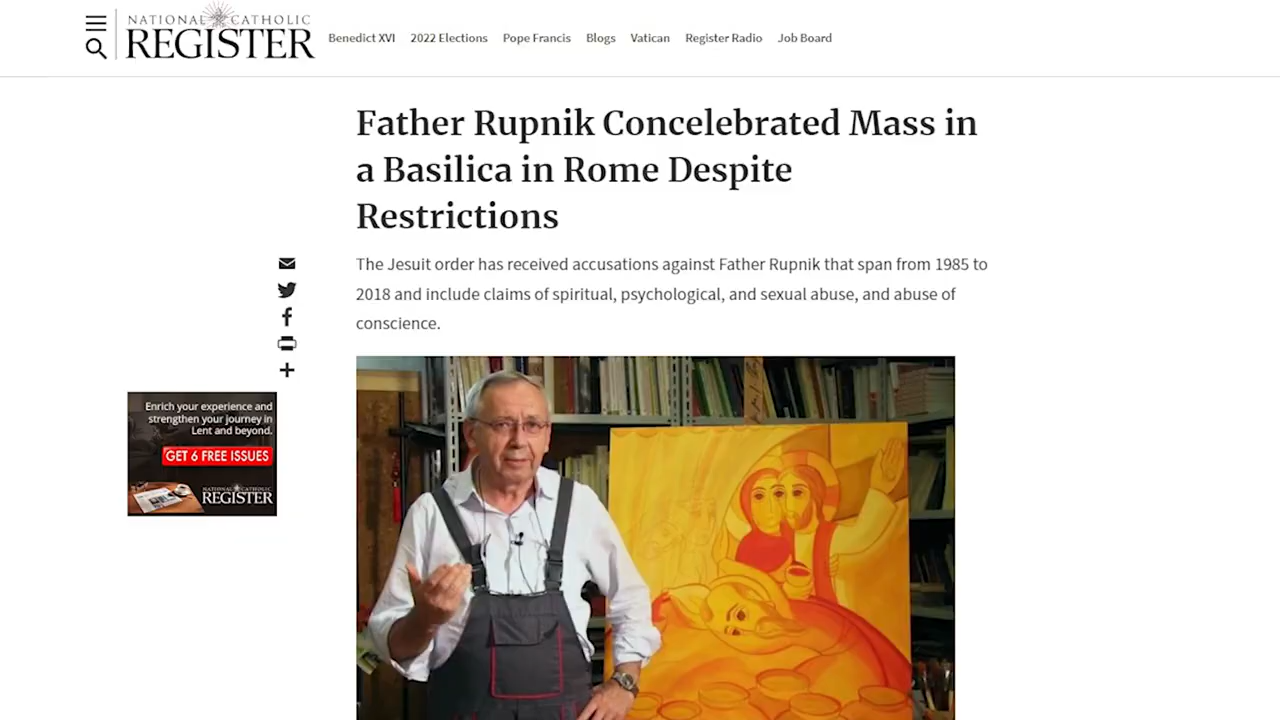 NATIONAL CATHOLIC
REGISTER
Benedict XVI 2022 Elections Pope Francis Blogs Vatican Register Radio Job Board
Father Rupnik Concelebrated Mass in
a Basilica in Rome Despite
Restrictions
The Jesuit order has received accusations against Father Rupnik that span from 1985 to
2018 and include claims of spiritual, psychological, and sexual abuse, and abuse of
conscience.
Enrich your experience and
strengthen your journey in
Lent and beyond.
GET 6 FREE ISSUES
NATIONAL CATHOLIC
REGISTER